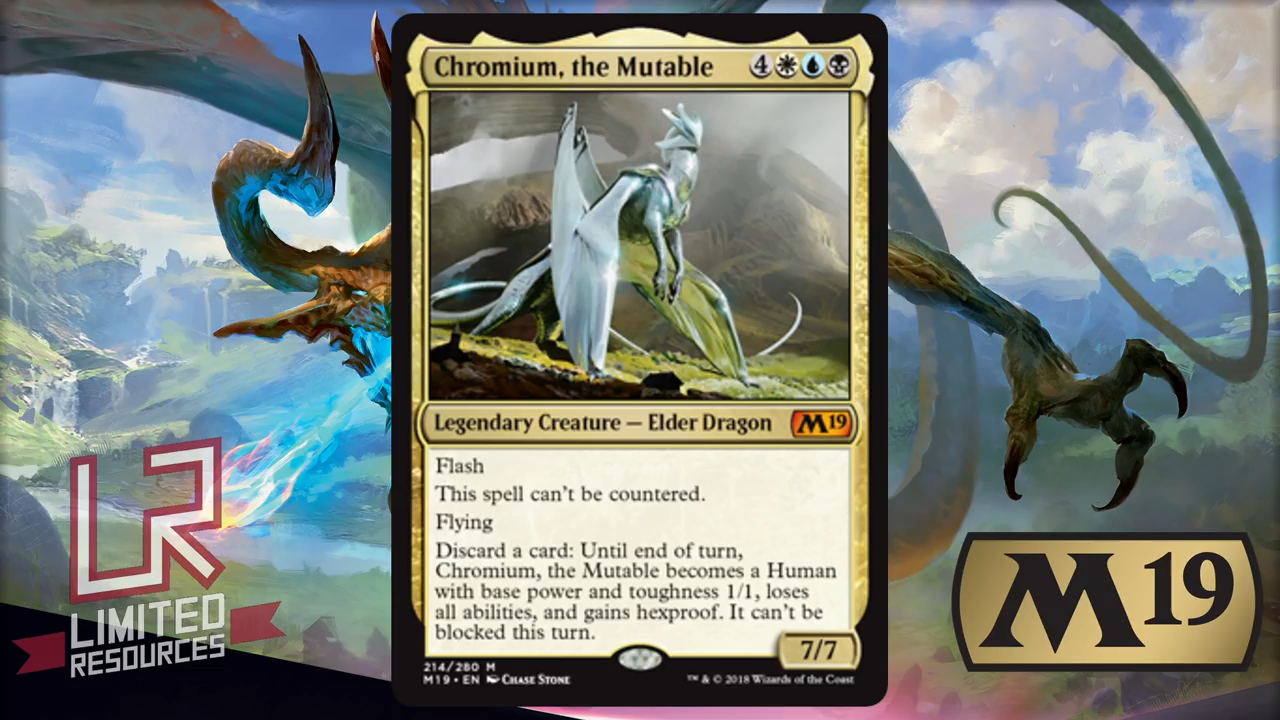 Chromium, the Mutable 4
Legendary Creature — Elder Dragon M19
Flash
This spell can't be countered.
Flying
Discard a card: Until end of turn,
Chromium, the Mutable becomes a Human
with base power and toughness 1/1, loses
all abilities, and gains hexproof. It can't be
blocked this turn.
7/7
214/280 M
M19 • EN CHASE STONE
™ & © 2018 Wizards of the Coast
LR
LIMITED
RESOURCES
M19